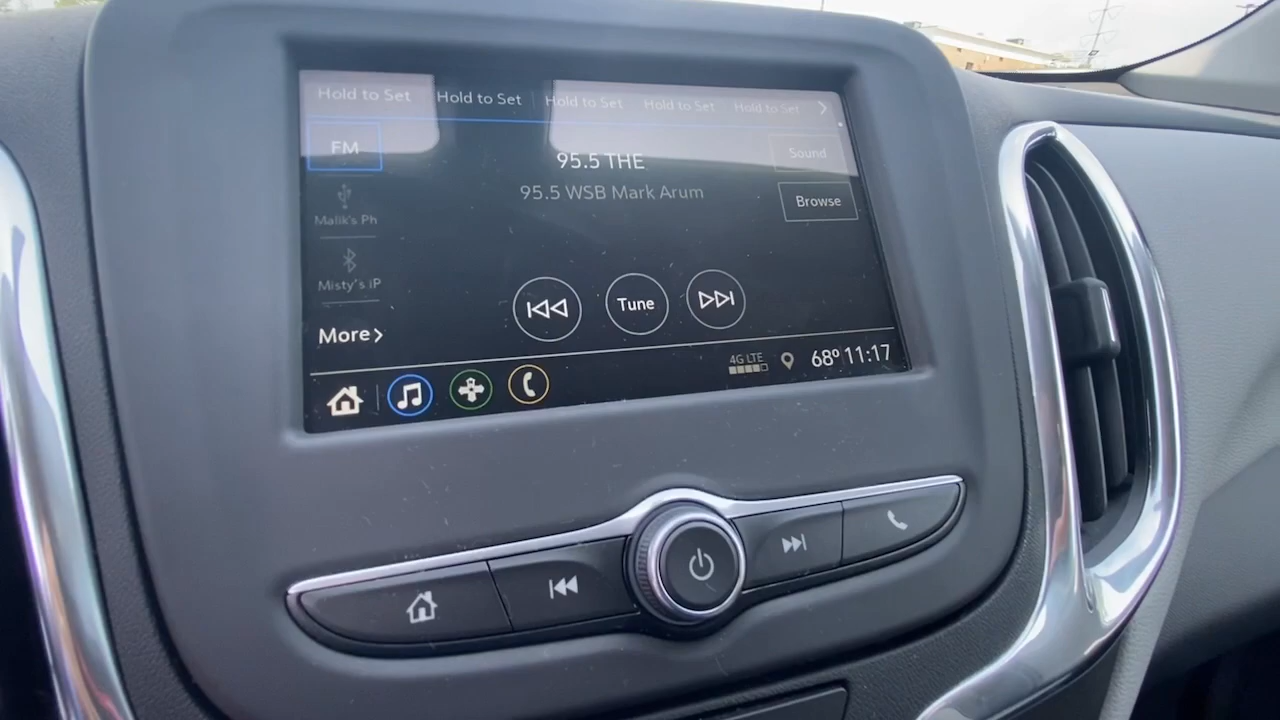 Hold to Set Hold to Set Hold to Set Hold to Set Hold to Set
FM
95.5 THE
Sound
95.5 WSB Mark Arum
Browse
Malik's Ph
Misty's iP
Tune
More
4G LTE
68° 11:17